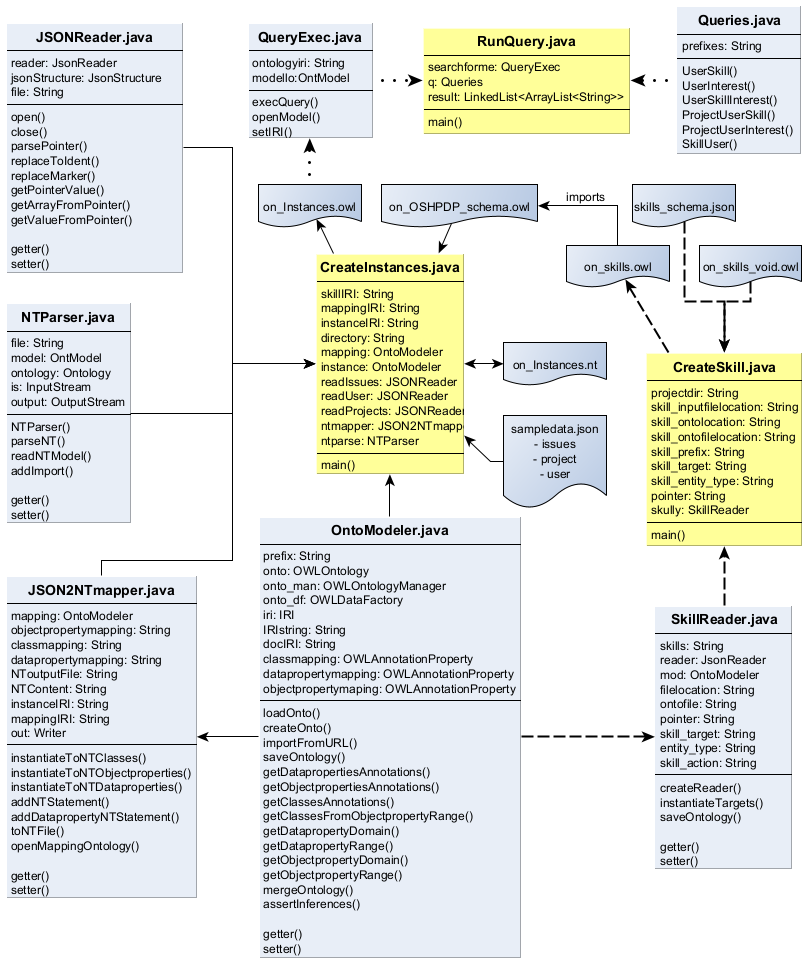 JSONReader.java
reader: JsonReader
jsonStructure: JsonStructure
file: String
open()
close()
parsePointer()
replaceToIdent()
replaceMarker()
getPointerValue()
getArrayFromPointer()
getValueFromPointer()
getter()
setter()
QueryExec.java
ontologyiri: String
modello:OntModel
execQuery()
openModel()
setIRI()
RunQuery.java
searchforme: QueryExec
q: Queries
result: LinkedList<ArrayList<String>>
main()
Queries.java
prefixes: String
UserSkill()
UserInterest()
UserSkillInterest()
ProjectUserSkill()
ProjectUserInterest()
SkillUser()
on_Instances.owl
on_OSHPDP_schema.owl
imports
skills_schema.json
on_skills.owl
on_skills_void.owl
NTParser.java
file: String
model: OntModel
ontology: Ontology
is: InputStream
output: OutputStream
NTParser()
parseNT()
readNTModel()
addImport()
getter()
setter()
CreateInstances.java
skillIRI: String
mappingIRI: String
instanceIRI: String
directory: String
mapping: OntoModeler
instance: OntoModeler
readIssues: JSONReader
readUser: JSONReader
readProjects: JSONReader
ntmapper: JSON2NTmapp
ntparse: NTParser
main()
on_Instances.nt
sampledata.json
- issues
- project
- user
CreateSkill.java
projectdir: String
skill_inputfilelocation: String
skill_ontolocation: String
skill_ontofilelocation: String
skill_prefix: String
skill_target: String
skill_entity_type: String
pointer: String
skully: SkillReader
main()
JSON2NTmapper.java
mapping: OntoModeler
objectpropertymapping: String
classmapping: String
datapropertymapping: String
NToutputFile: String
NTContent: String
instanceIRI: String
mappingIRI: String
out: Writer
instantiateToNTClasses()
instantiateToNTObjectproperties()
instantiateToNTDataproperties()
addNTStatement()
addDatapropertyNTStatement()
toNTFile()
openMappingOntology()
getter()
setter()
OntoModeler.java
prefix: String
onto: OWLOntology
onto_man: OWLOntologyManager
onto_df: OWLDataFactory
iri: IRI
IRIstring: String
docIRI: String
classmapping: OWLAnnotationProperty
datapropertymapping: OWLAnnotationProperty
objectpropertymaping: OWLAnnotationProperty
loadOnto()
createOnto()
importFromURL()
saveOntology()
getDatapropertiesAnnotations()
getObjectpropertiesAnnotations()
getClassesAnnotations()
getClassesFromObjectpropertyRange()
getDatapropertyDomain()
getDatapropertyRange()
getObjectpropertyDomain()
getObjectpropertyRange()
mergeOntology()
assertInferences()
getter()
setter()
SkillReader.java
skills: String
reader: JsonReader
mod: OntoModeler
filelocation: String
ontofile: String
pointer: String
skill_target: String
entity_type: String
skill_action: String
createReader()
instantiateTargets()
saveOntology()
getter()
setter()